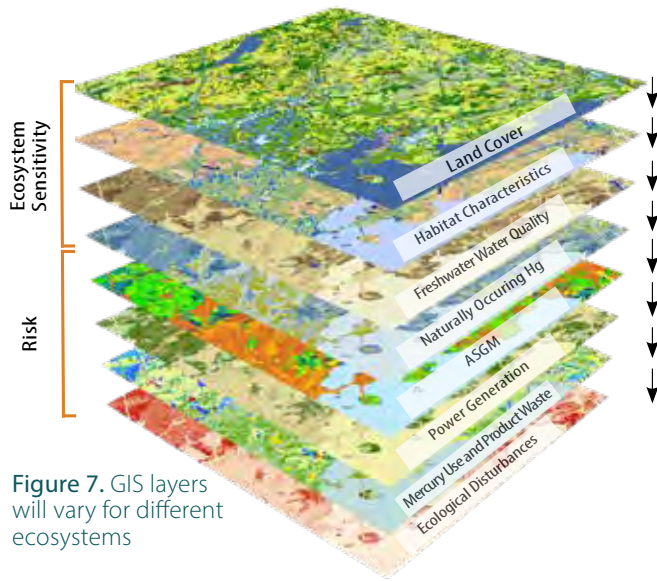 Ecosystem
Sensitivity
Risk
Land Cover
Habitat Characteristics
Freshwater Water Quality
Naturally Occuring Hg
ASGM
Power Generation
Mercury Use and Product Waste
Ecological Disturbances
Figure 7. GIS layers
will vary for different
ecosystems